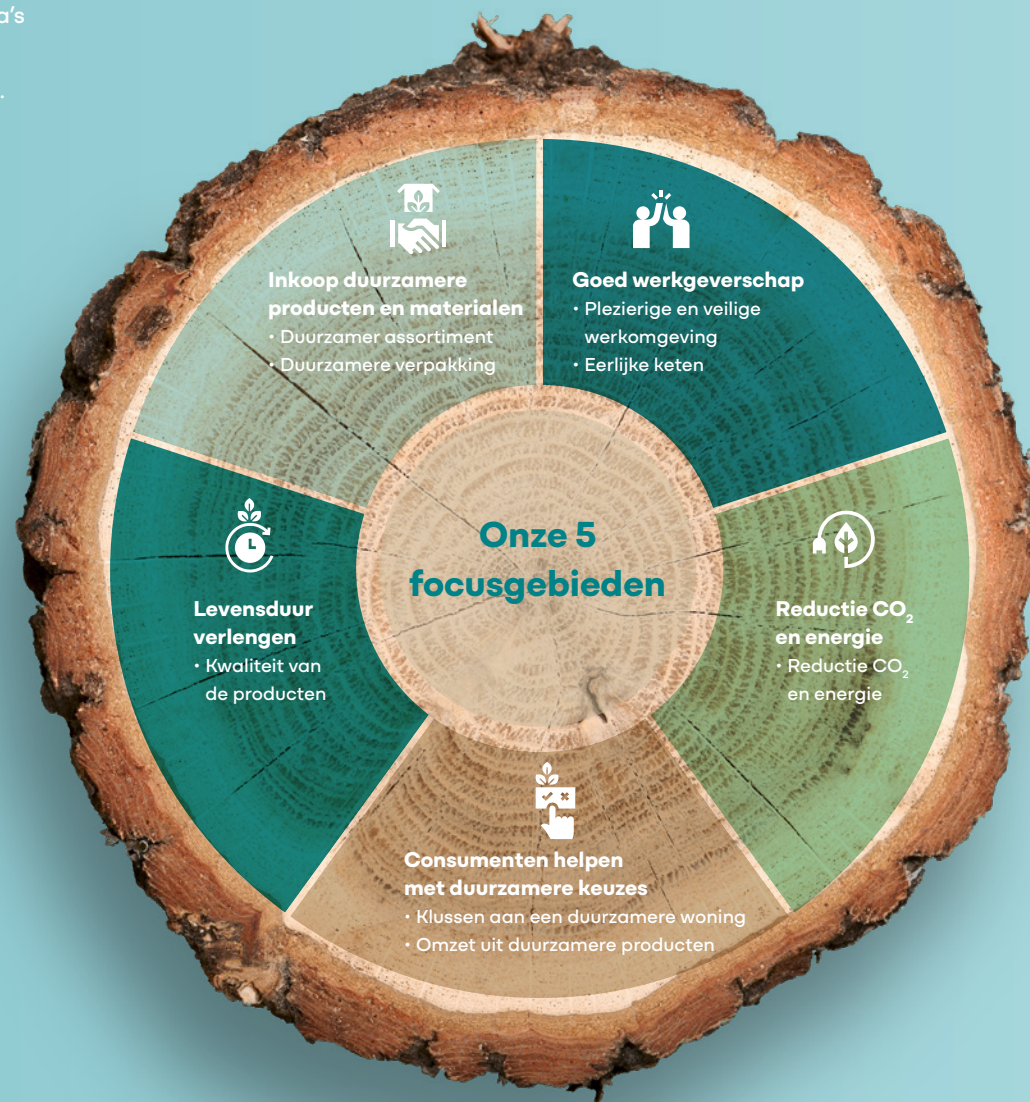 a's
.
Inkoop duurzamere
producten en materialen
• Duurzamer assortiment
• Duurzamere verpakking
Goed werkgeverschap
• Plezierige en veilige
werkomgeving
• Eerlijke keten
Onze 5
focusgebieden
Levensduur
verlengen
• Kwaliteit van
de producten
Reductie CO₂
en energie
• Reductie CO₂
en energie
Consumenten helpen
met duurzamere keuzes
• Klussen aan een duurzamere woning
• Omzet uit duurzamere producten